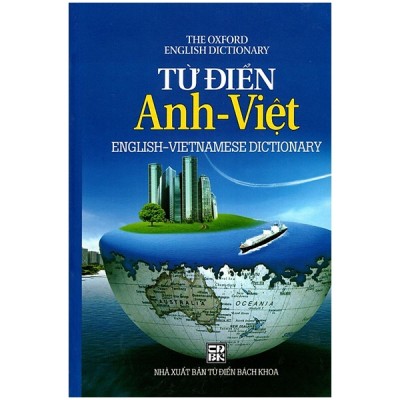 THE OXFORD
ENGLISH DICTIONARY
TỪ ĐIỂN
Anh-Việt
ENGLISH-VIETNAMESE DICTIONARY
AUSTRALIA
OCEANIA
NHÀ XUẤT BẢN TỪ ĐIỂN BÁCH KHOA